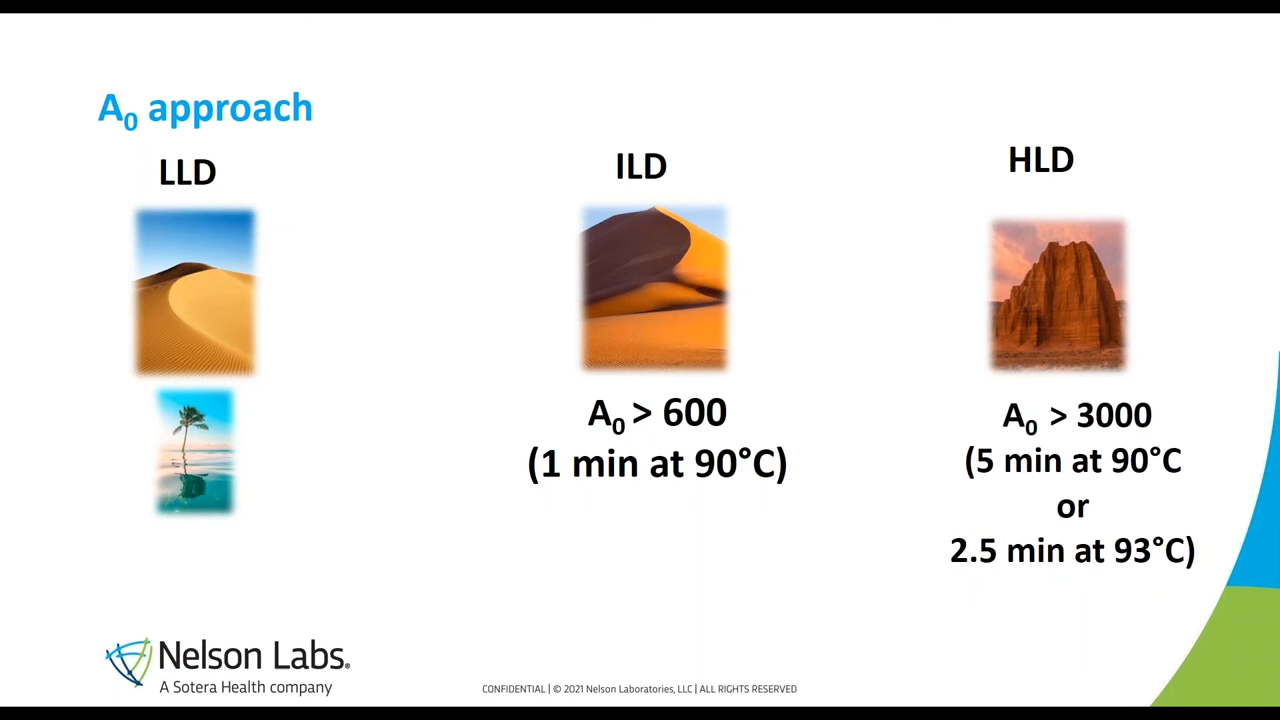 A₀ approach
LLD
ILD
HLD
A₀ > 600
(1 min at 90°C)
A₀ > 3000
(5 min at 90°C
or
2.5 min at 93°C)
Nelson Labs®
A Sotera Health company
CONFIDENTIAL | © 2021 Nelson Laboratories, LLC | ALL RIGHTS RESERVED